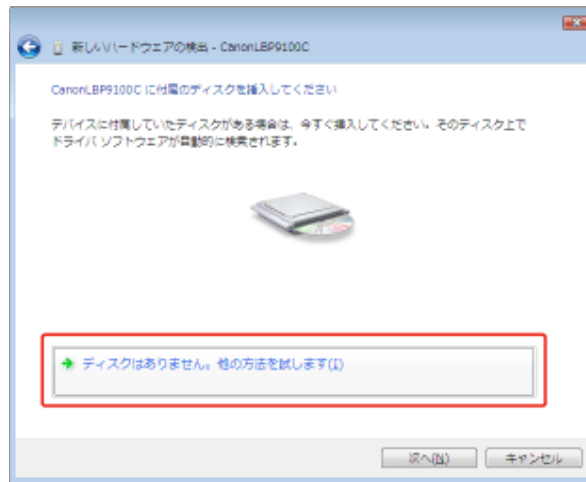 新しいハードウェアの検出 - CanonLBP9100C
CanonLBP9100C に付属のディスクを挿入してください
デバイスに付属していたディスクがある場合は、今すぐ挿入してください。そのディスク上で
ドライバ ソフトウェアが自動的に検索されます。
ディスクはありません。他の方法を試します(I)
次へ(N)
キャンセル